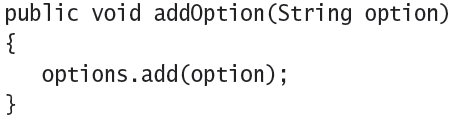 public void addOption(String option)
{
   options.add(option);
}